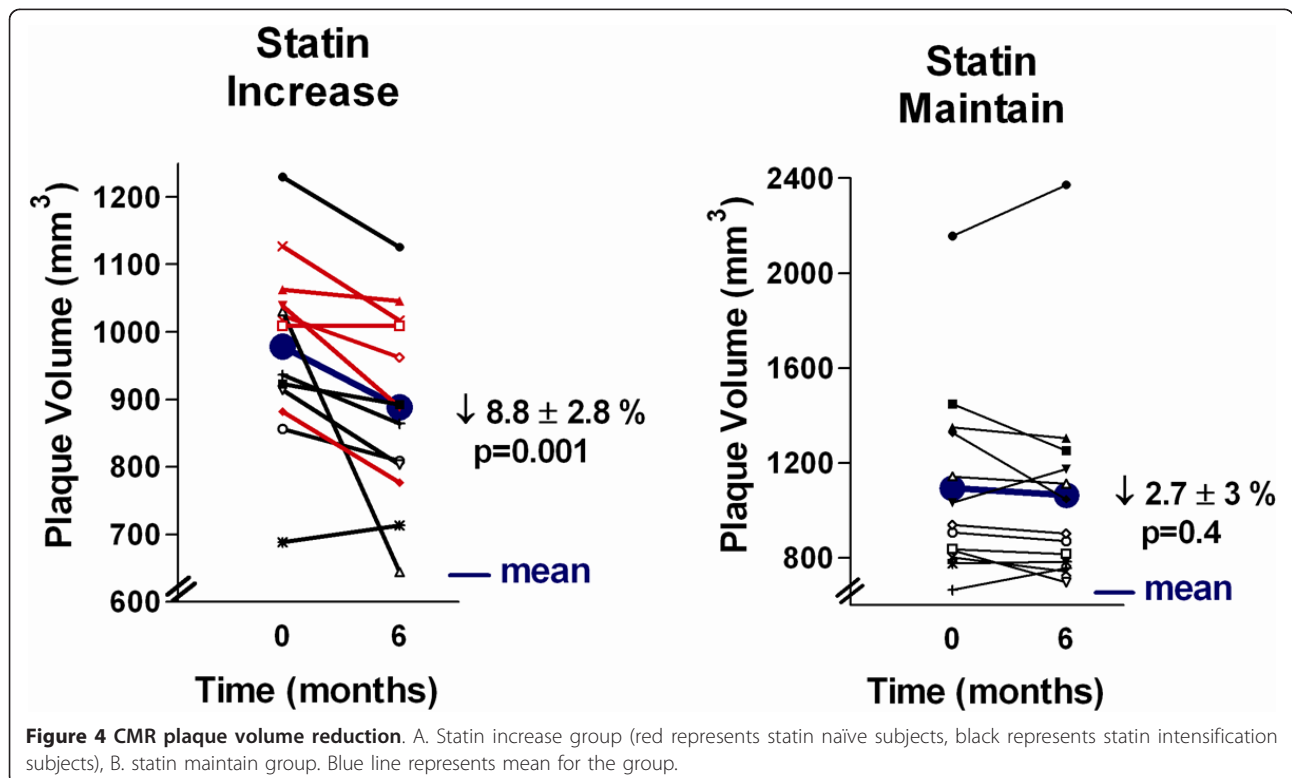 Statin
Increase
Plaque Volume (mm³)
1200
1100
1000
900
800
700
600
0
6
Time (months)
↓ 8.8 ± 2.8 %
p=0.001
mean
Statin
Maintain
Plaque Volume (mm³)
2400
2000
1600
1200
800
0
6
Time (months)
↓ 2.7 ± 3 %
p=0.4
mean
Figure 4 CMR plaque volume reduction. A. Statin increase group (red represents statin naïve subjects, black represents statin intensification
subjects), B. statin maintain group. Blue line represents mean for the group.